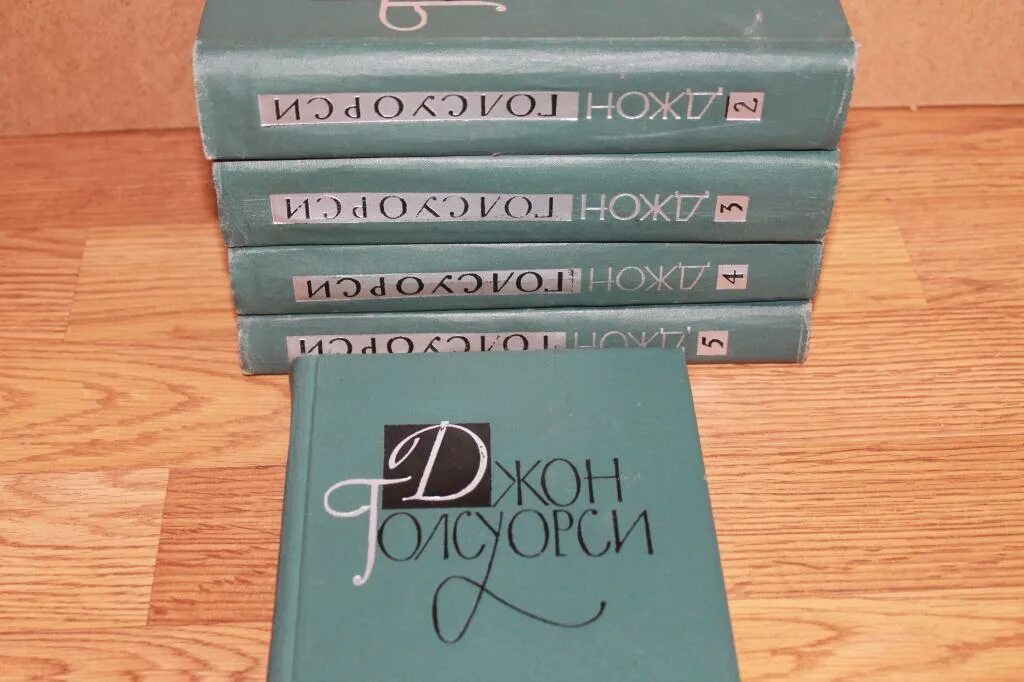 2 ДЖОН ГОЛСУОРСИ
3 ДЖОН ГОЛСУОРСИ
4 ДЖОН ГОЛСУОРСИ
5 ДЖОН ГОЛСУОРСИ
ДЖОН
ГОЛСУОРСИ